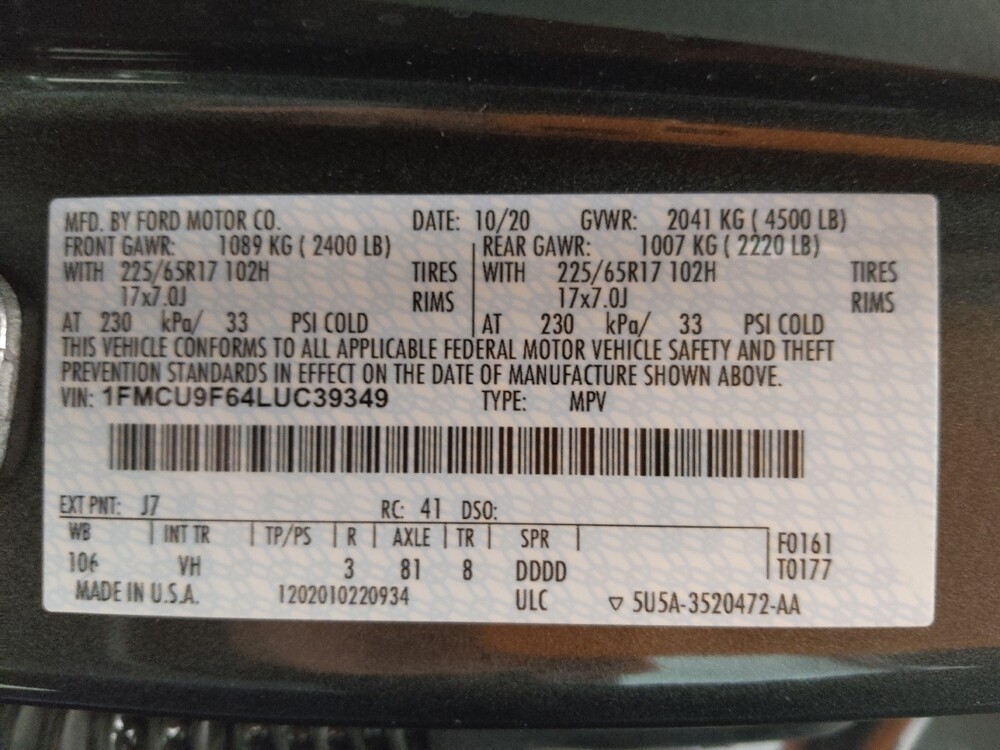 MFD. BY FORD MOTOR CO. DATE: 10/20 GVWR: 2041 KG ( 4500 LB)
FRONT GAWR: 1089 KG ( 2400 LB) REAR GAWR: 1007 KG ( 2220 LB)
WITH 225/65R17 102H TIRES WITH 225/65R17 102H TIRES
17x7.0J RIMS 17x7.0J RIMS
AT 230 kPa/ 33 PSI COLD AT 230 kPa/ 33 PSI COLD
THIS VEHICLE CONFORMS TO ALL APPLICABLE FEDERAL MOTOR VEHICLE SAFETY AND THEFT
PREVENTION STANDARDS IN EFFECT ON THE DATE OF MANUFACTURE SHOWN ABOVE.
VIN: 1FMCU9F64LUC39349 TYPE: MPV
EXT PNT: J7 RC: 41 DSO:
WB INT TR TP/PS R AXLE TR SPR F0161
106 VH 3 81 8 DDDD T0177
MADE IN U.S.A. 1202010220934 ULC ▽ 5U5A-3520472-AA